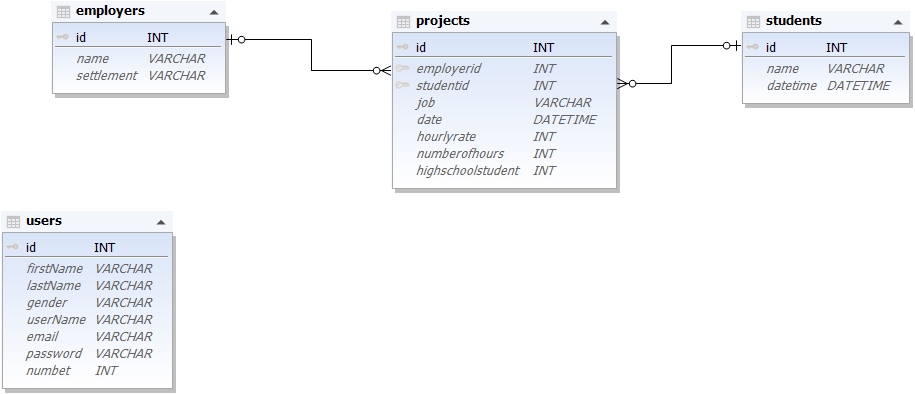 employers
id INT
name VARCHAR
settlement VARCHAR
projects
id INT
employerid INT
studentid INT
job VARCHAR
date DATETIME
hourlyrate INT
numberofhours INT
highschoolstudent INT
students
id INT
name VARCHAR
datetime DATETIME
users
id INT
firstName VARCHAR
lastName VARCHAR
gender VARCHAR
userName VARCHAR
email VARCHAR
password VARCHAR
numbet INT